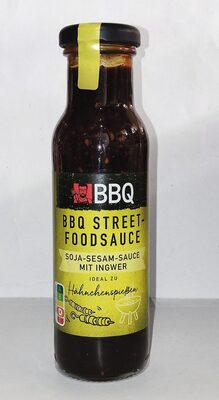 BBQ
BBQ STREET-
FOODSAUCE
SOJA-SESAM-SAUCE
MIT INGWER
IDEAL ZU
Hähnchenspießen